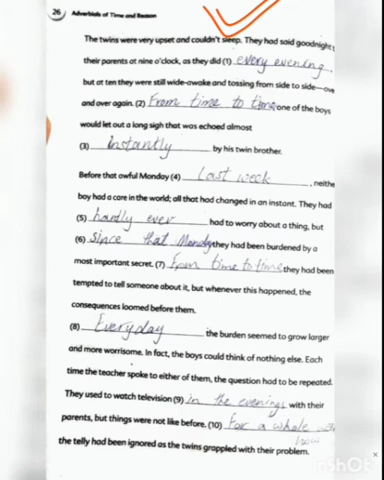 26 Adverbials of Time and Reason
The twins were very upset and couldn't sleep. They had said goodnight t
their parents at nine o'clock, as they did (1) every evening
but at ten they were still wide-awake and tossing from side to side—ove
and over again. (2) From time to time one of the boys
would let out a long sigh that was echoed almost
(3) instantly by his twin brother.
Before that awful Monday (4) Last week, neithe
boy had a care in the world; all that had changed in an instant. They had
(5) hardly ever had to worry about a thing, but
(6) since that Monday they had been burdened by a
most important secret. (7) From time to time they had been
tempted to tell someone about it, but whenever this happened, the
consequences loomed before them.
(8) Everyday the burden seemed to grow larger
and more worrisome. In fact, the boys could think of nothing else. Each
time the teacher spoke to either of them, the question had to be repeated.
They used to watch television (9) in the evenings with their
parents, but things were not like before. (10) For a whole
the telly had been ignored as the twins grappled with their problem.
InShOt